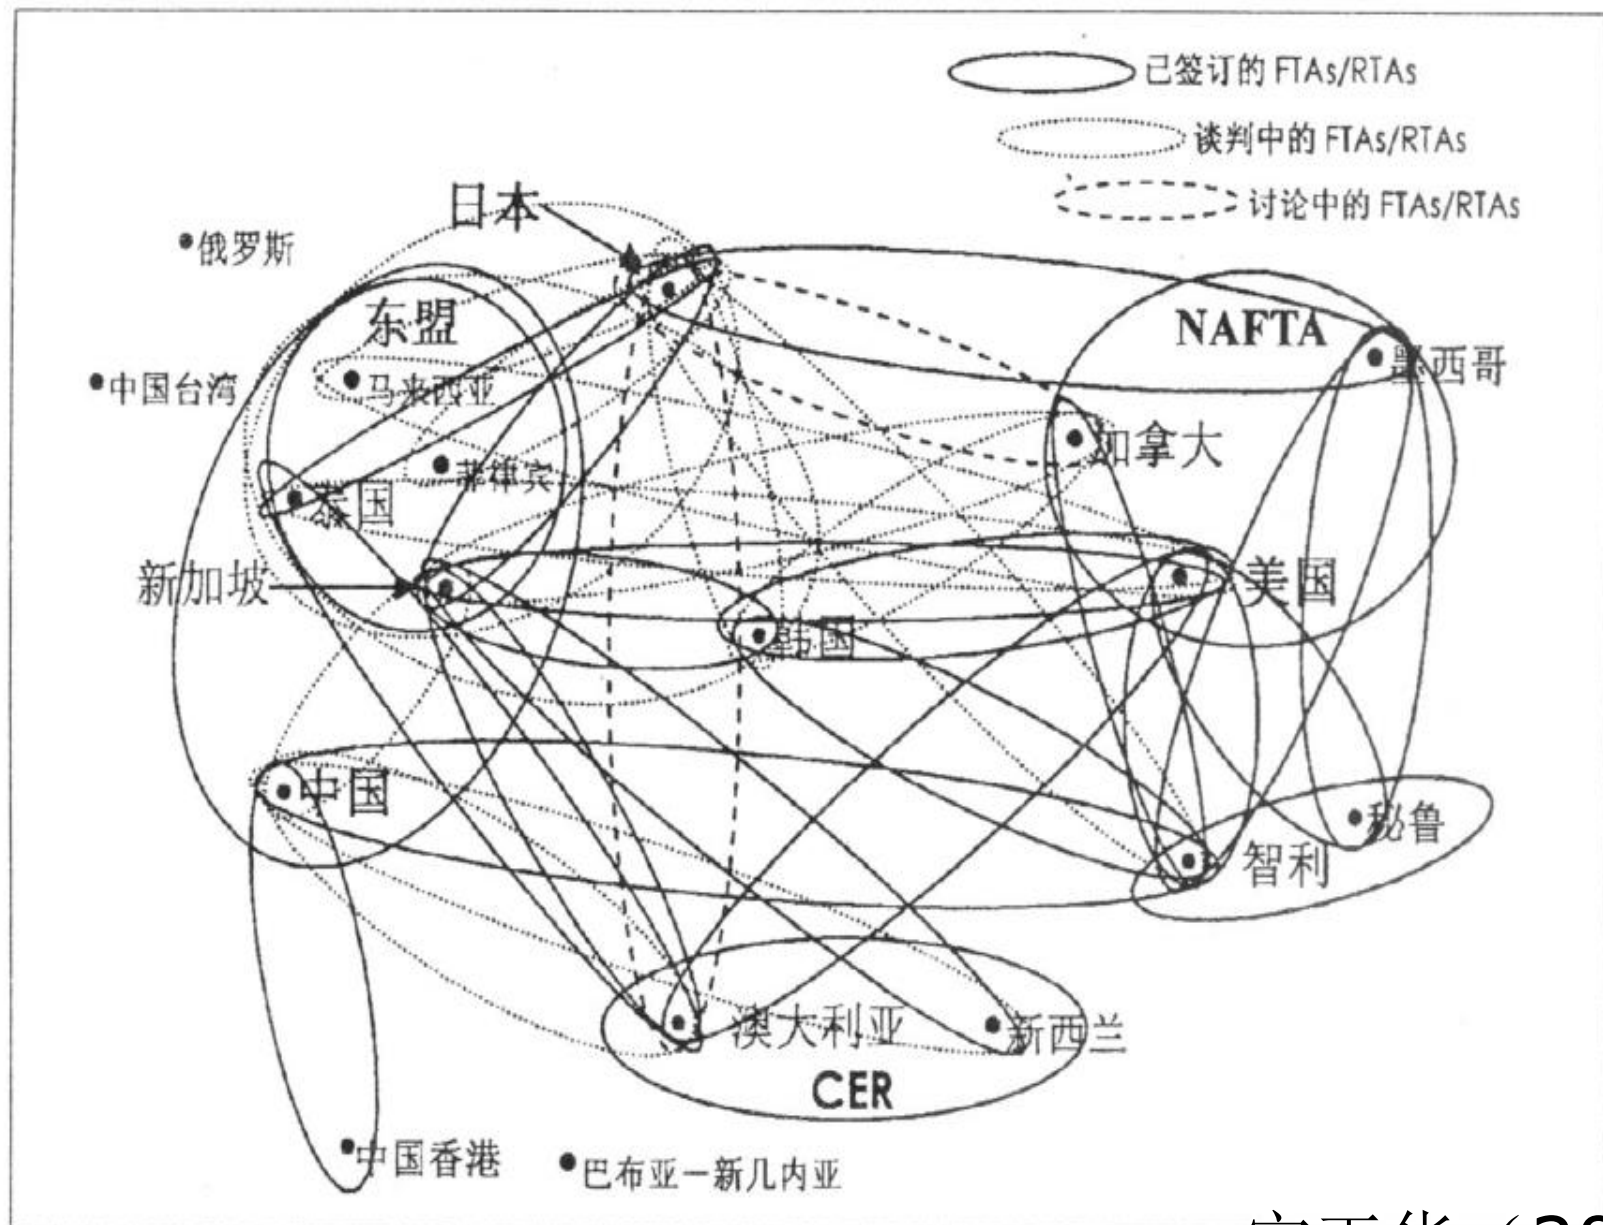 已签订的 FTAs/RTAs
谈判中的 FTAs/RTAs
讨论中的 FTAs/RTAs
日本
俄罗斯
东盟
NAFTA
墨西哥
中国台湾
马来西亚
加拿大
菲律宾
泰国
新加坡
美国
韩国
中国
秘鲁
智利
澳大利亚
新西兰
CER
中国香港
巴布亚—新几内亚